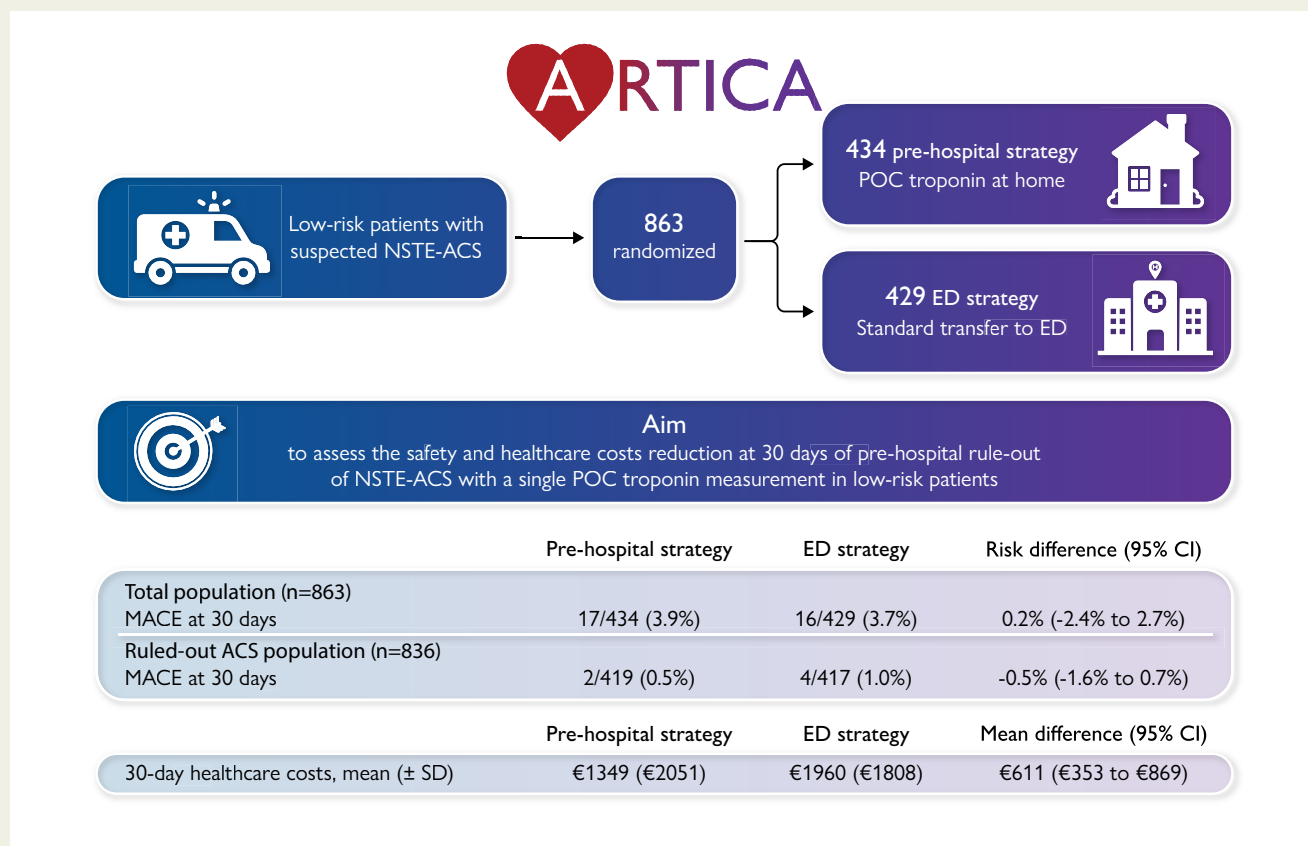 ARTICA
Low-risk patients with
suspected NSTE-ACS
863
randomized
434 pre-hospital strategy
POC troponin at home
429 ED strategy
Standard transfer to ED
Aim
to assess the safety and healthcare costs reduction at 30 days of pre-hospital rule-out
of NSTE-ACS with a single POC troponin measurement in low-risk patients
Pre-hospital strategy ED strategy Risk difference (95% CI)
Total population (n=863)
MACE at 30 days 17/434 (3.9%) 16/429 (3.7%) 0.2% (-2.4% to 2.7%)
Ruled-out ACS population (n=836)
MACE at 30 days 2/419 (0.5%) 4/417 (1.0%) -0.5% (-1.6% to 0.7%)
Pre-hospital strategy ED strategy Mean difference (95% CI)
30-day healthcare costs, mean (± SD) €1349 (€2051) €1960 (€1808) €611 (€353 to €869)